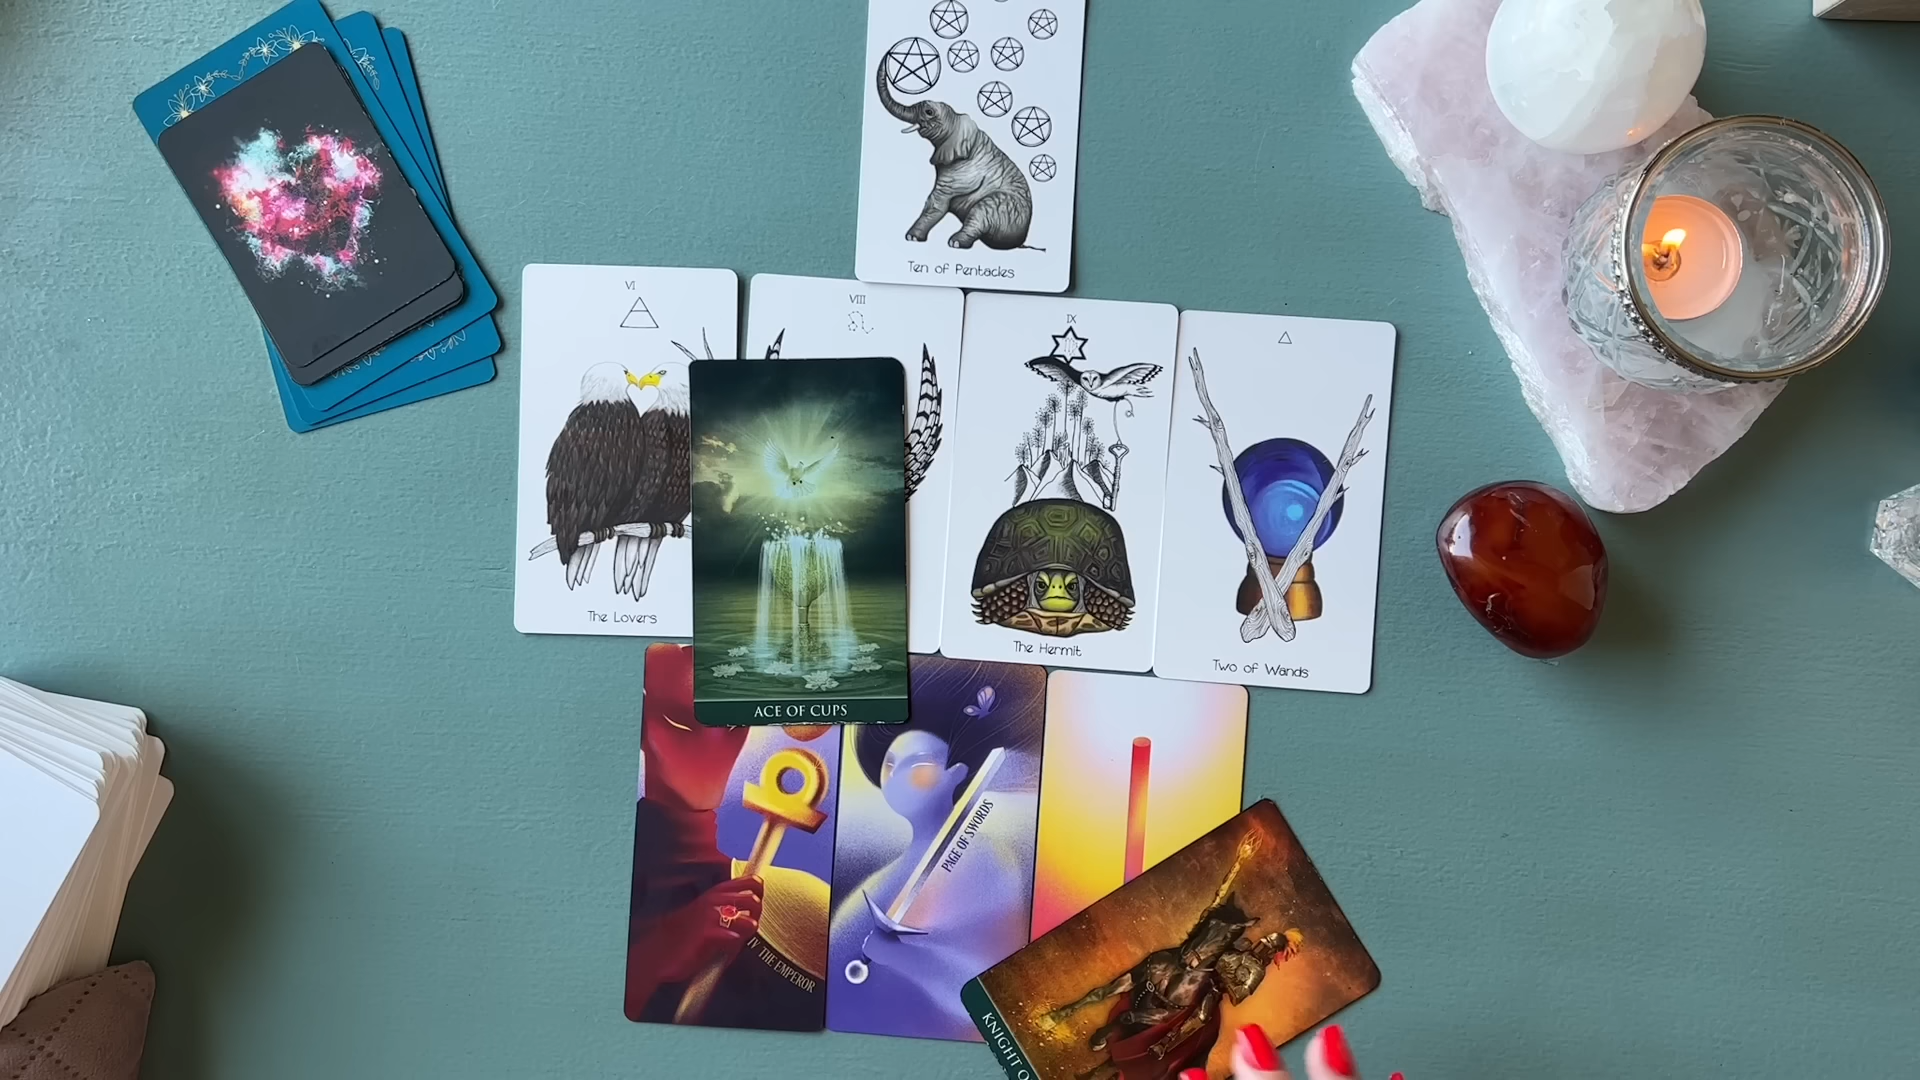 Ten of Pentacles
VI
VIII
IX
The Lovers
The Hermit
Two of Wands
ACE OF CUPS
PAGE OF SWORDS
IV THE EMPEROR
KNIGHT O